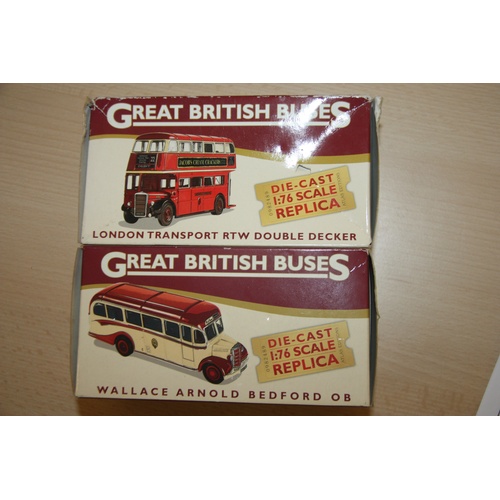 GREAT BRITISH BUSES
DIE-CAST
1:76 SCALE
REPLICA
LONDON TRANSPORT RTW DOUBLE DECKER
GREAT BRITISH BUSES
DIE-CAST
1:76 SCALE
REPLICA
WALLACE ARNOLD BEDFORD OB